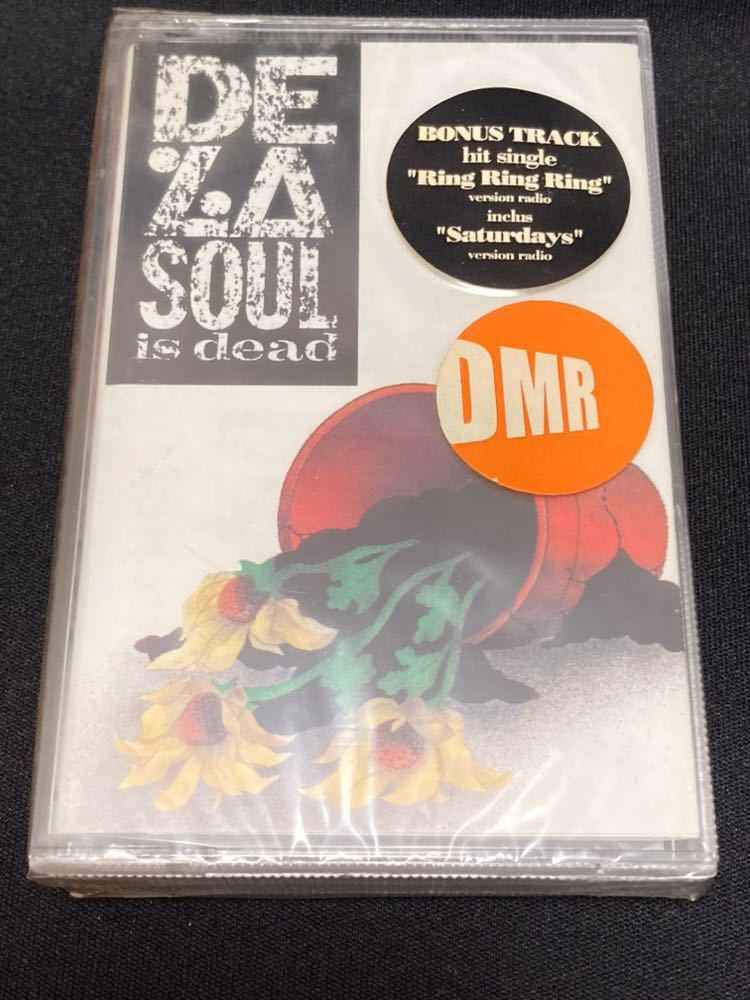 DE
LA
SOUL
is dead
BONUS TRACK
hit single
"Ring Ring Ring"
version radio
inclus
"Saturdays"
version radio
DMR